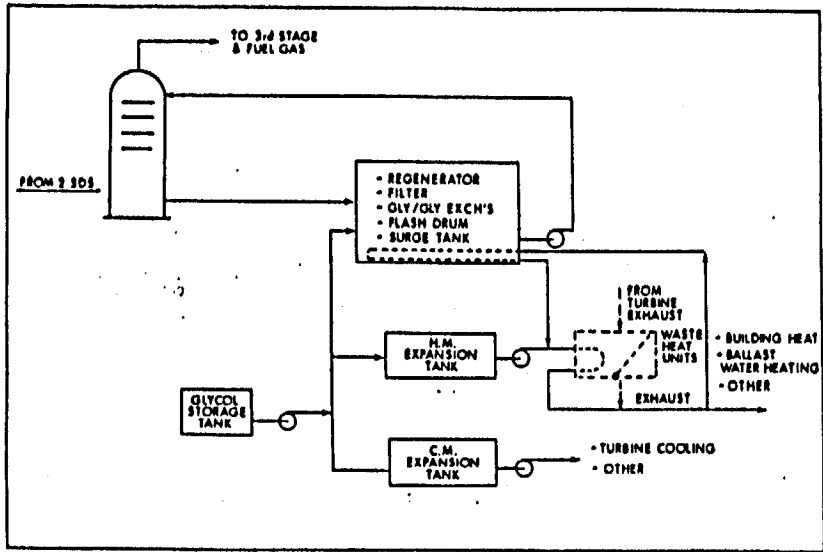 TO 3rd STAGE
& FUEL GAS
FROM 2 SDS
• REGENERATOR
• FILTER
• GLY/GLY EXCH'S
• FLASH DRUM
• SURGE TANK
FROM
TURBINE
EXHAUST
WASTE
HEAT
UNITS
• BUILDING HEAT
• BALLAST
WATER HEATING
• OTHER
H.M.
EXPANSION
TANK
EXHAUST
GLYCOL
STORAGE
TANK
C.M.
EXPANSION
TANK
• TURBINE COOLING
• OTHER